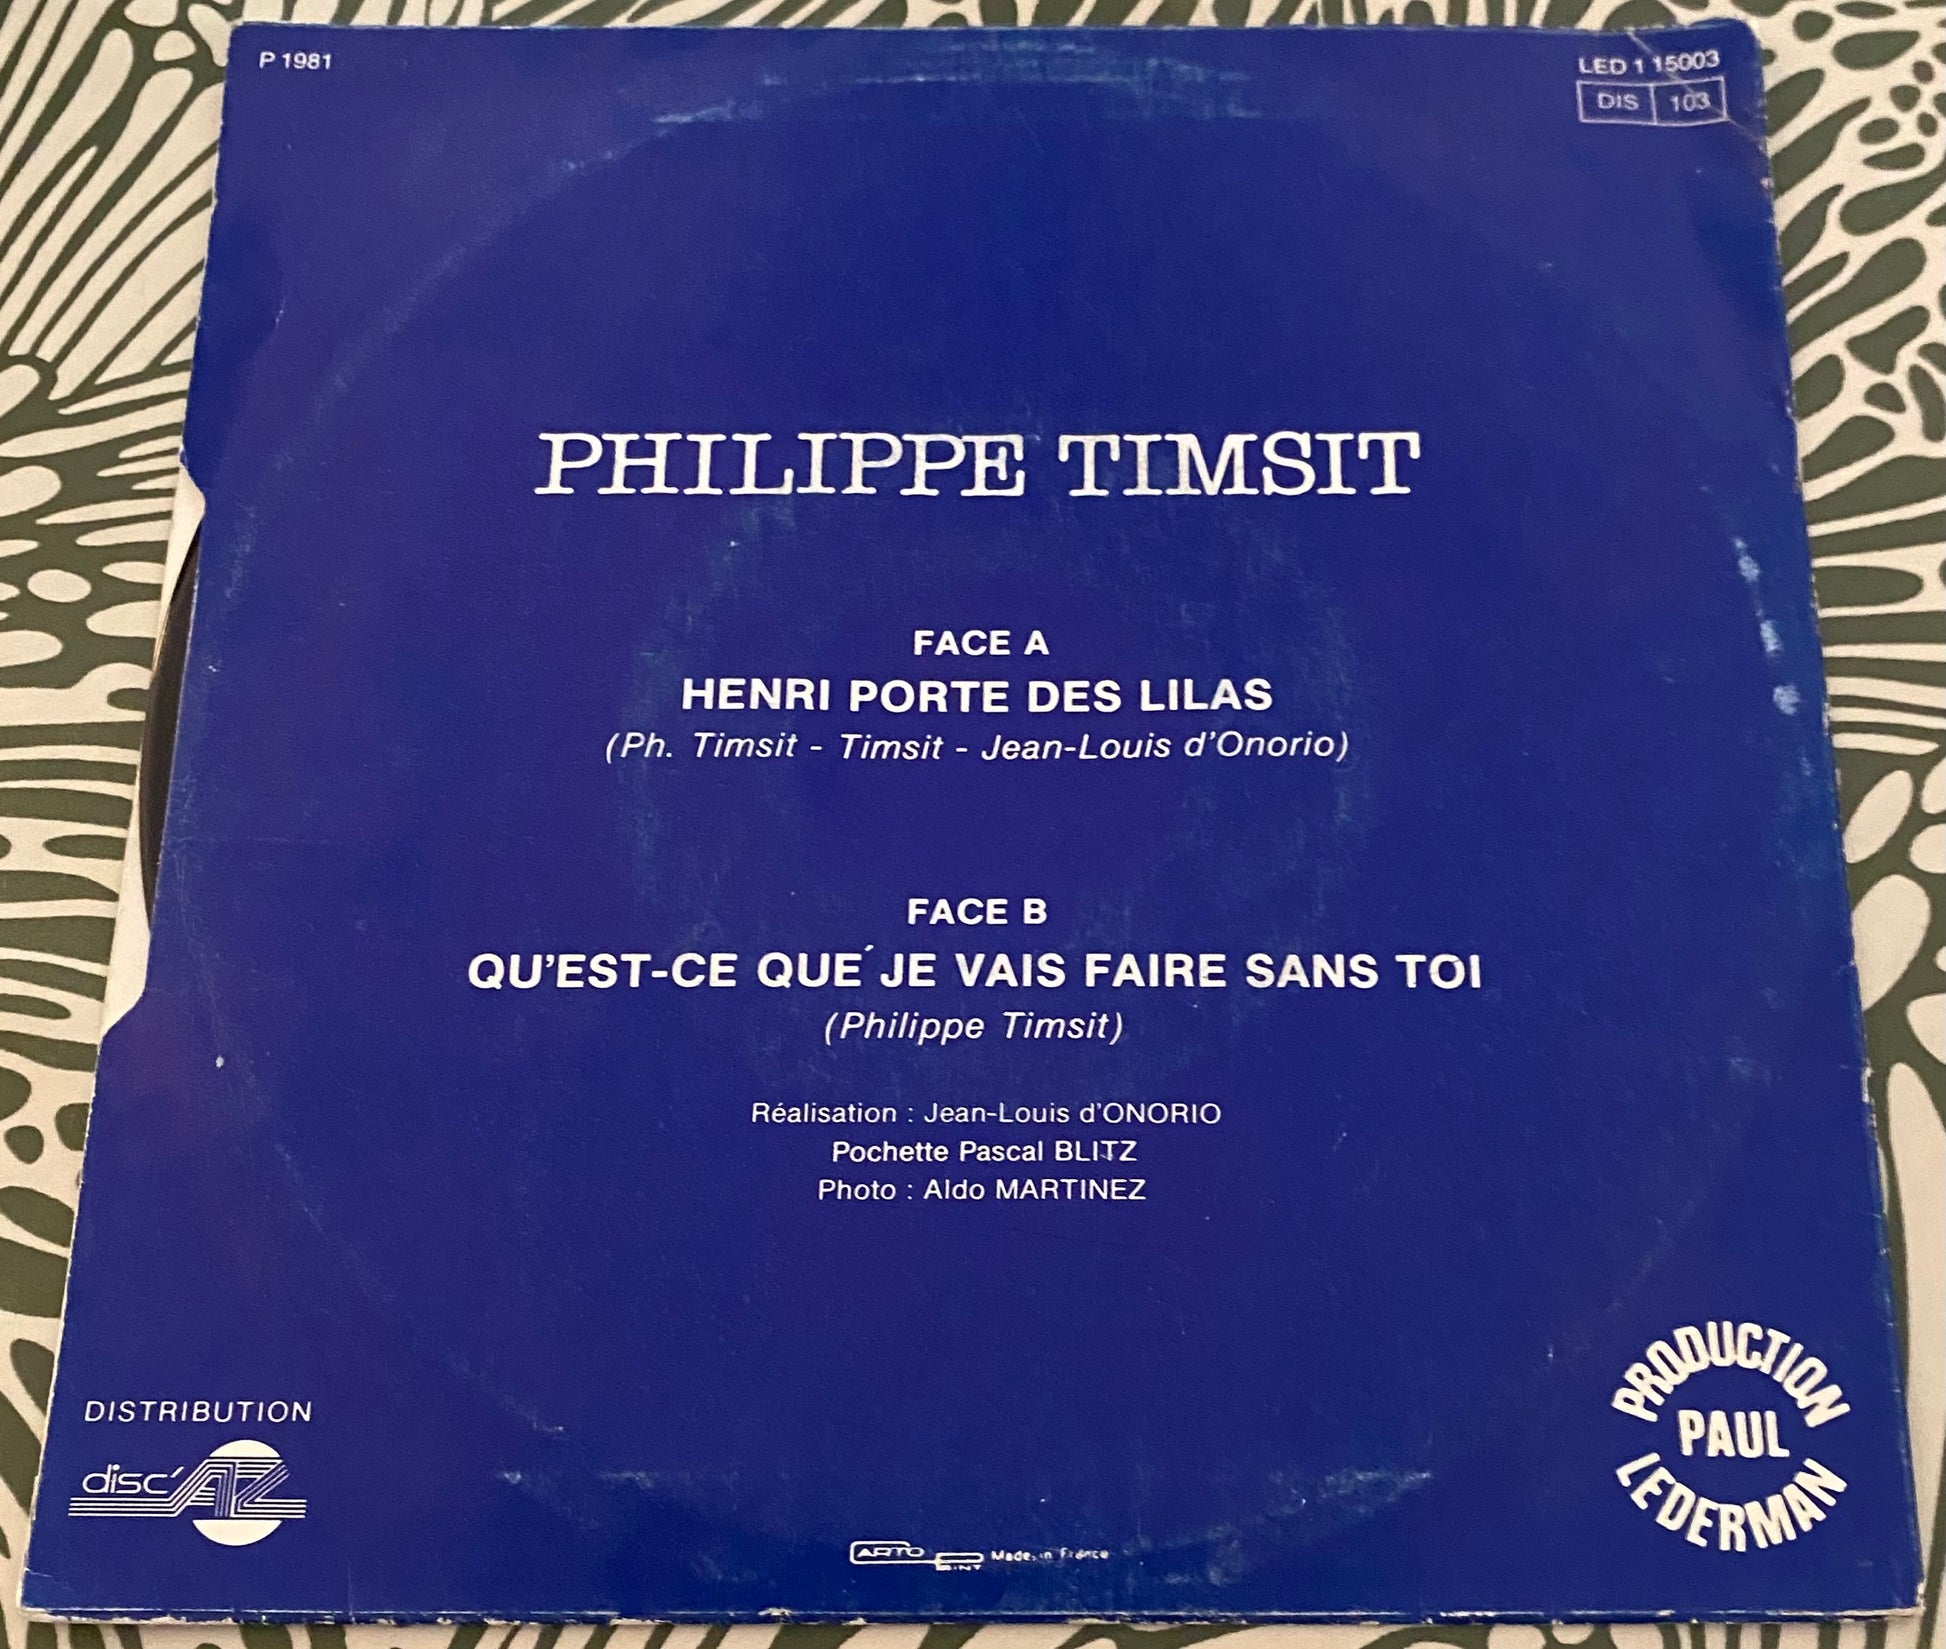 P 1981
LED 1 15003
DIS 103
PHILIPPE TIMSIT
FACE A
HENRI PORTE DES LILAS
(Ph. Timsit - Timsit - Jean-Louis d'Onorio)
FACE B
QU'EST-CE QUE JE VAIS FAIRE SANS TOI
(Philippe Timsit)
Réalisation : Jean-Louis d'ONORIO
Pochette Pascal BLITZ
Photo : Aldo MARTINEZ
DISTRIBUTION
disc'AZ
PRODUCTION
PAUL
LEDERMAN
CARTO PRINT Made in France